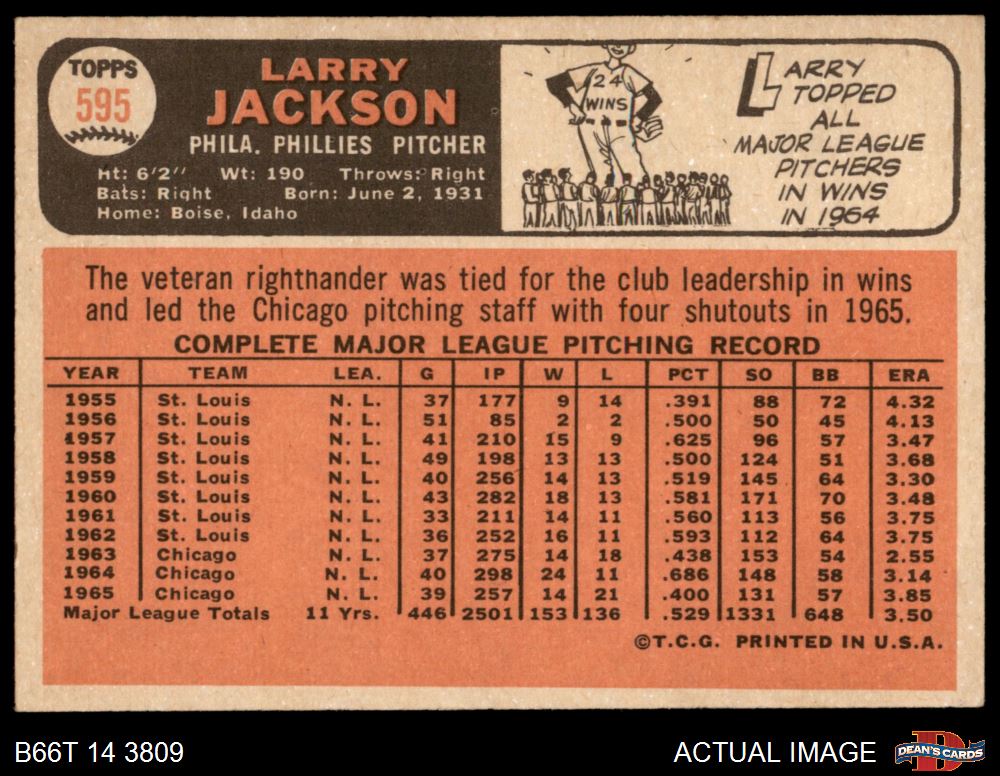 TOPPS
595
LARRY
JACKSON
PHILA. PHILLIES PITCHER
Ht: 6'2" Wt: 190 Throws: Right
Bats: Right Born: June 2, 1931
Home: Boise, Idaho
24
WINS
LARRY
TOPPED
ALL
MAJOR LEAGUE
PITCHERS
IN WINS
IN 1964
The veteran righthander was tied for the club leadership in wins
and led the Chicago pitching staff with four shutouts in 1965.
COMPLETE MAJOR LEAGUE PITCHING RECORD
YEAR TEAM LEA. G IP W L PCT SO BB ERA
1955 St. Louis N. L. 37 177 9 14 .391 88 72 4.32
1956 St. Louis N. L. 51 85 2 2 .500 50 45 4.13
1957 St. Louis N. L. 41 210 15 9 .625 96 57 3.47
1958 St. Louis N. L. 49 198 13 13 .500 124 51 3.68
1959 St. Louis N. L. 40 256 14 13 .519 145 64 3.30
1960 St. Louis N. L. 43 282 18 13 .581 171 70 3.48
1961 St. Louis N. L. 33 211 14 11 .560 113 56 3.75
1962 St. Louis N. L. 36 252 16 11 .593 112 64 3.75
1963 Chicago N. L. 37 275 14 18 .438 153 54 2.55
1964 Chicago N. L. 40 298 24 11 .686 148 58 3.14
1965 Chicago N. L. 39 257 14 21 .400 131 57 3.85
Major League Totals 11 Yrs. 446 2501 153 136 .529 1331 648 3.50
©T.C.G. PRINTED IN U.S.A.
B66T 14 3809
ACTUAL IMAGE
DEAN'S CARDS